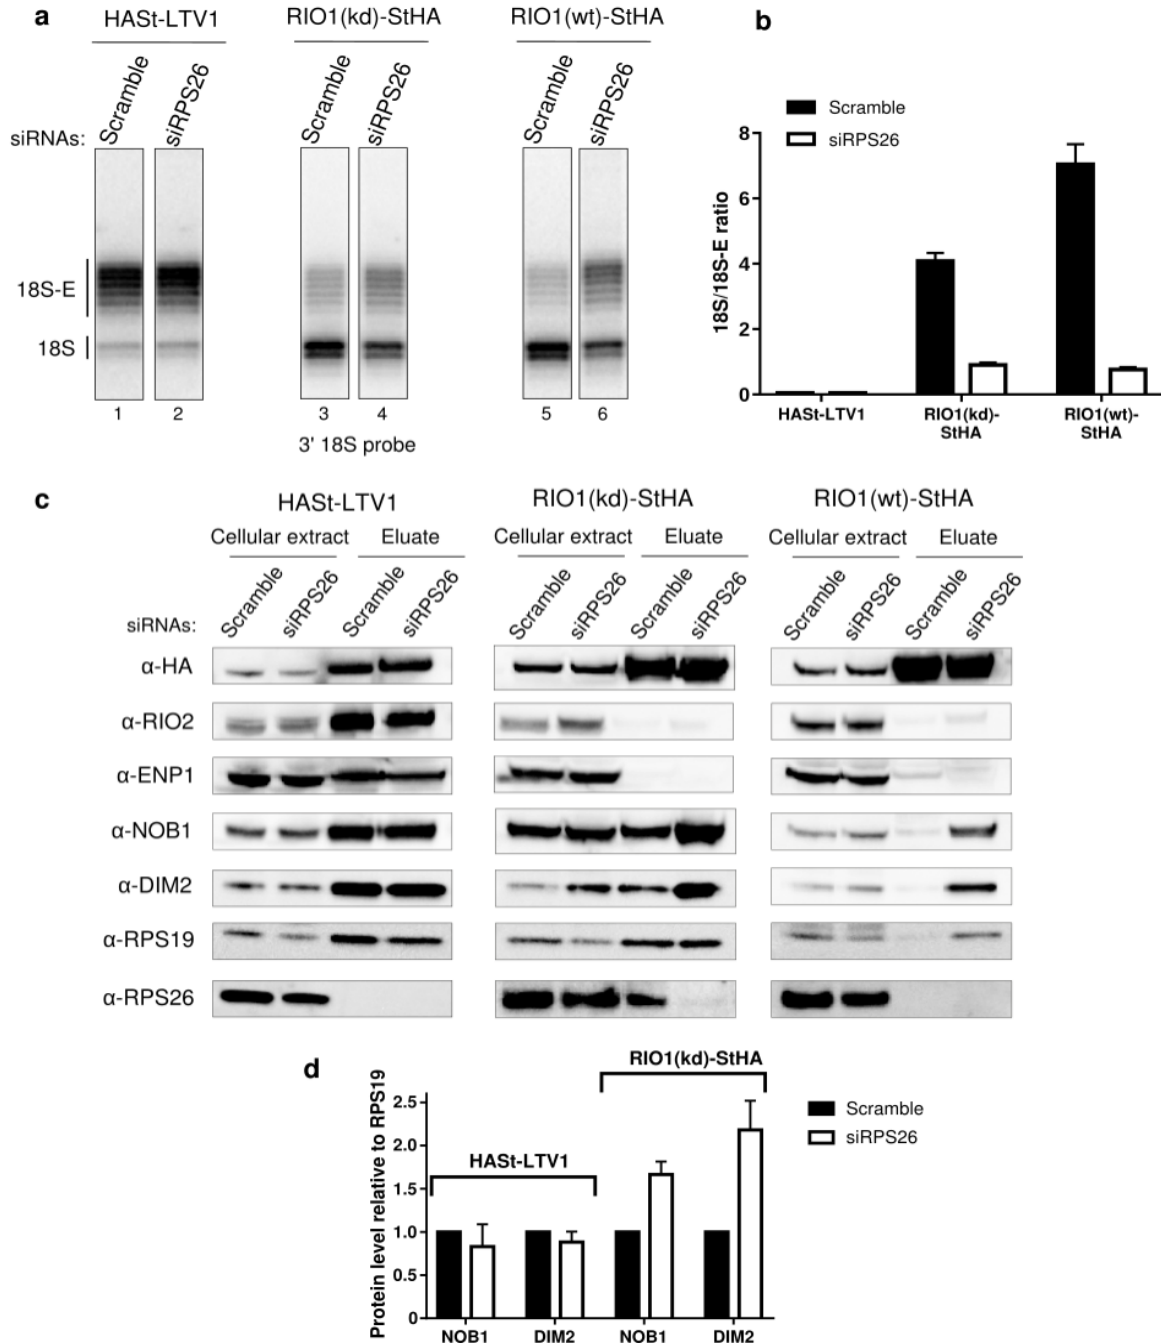 a
HASt-LTV1 RIO1(kd)-StHA RIO1(wt)-StHA
siRNAs: Scramble siRPS26 Scramble siRPS26 Scramble siRPS26
18S-E
18S
1 2 3 4 5 6
3' 18S probe
b
Scramble
siRPS26
18S/18S-E ratio
8
6
4
2
0
HASt-LTV1 RIO1(kd)-StHA RIO1(wt)-StHA
c
HASt-LTV1 RIO1(kd)-StHA RIO1(wt)-StHA
Cellular extract Eluate Cellular extract Eluate Cellular extract Eluate
siRNAs: Scramble siRPS26 Scramble siRPS26 Scramble siRPS26 Scramble siRPS26 Scramble siRPS26 Scramble siRPS26
α-HA
α-RIO2
α-ENP1
α-NOB1
α-DIM2
α-RPS19
α-RPS26
d
RIO1(kd)-StHA
HASt-LTV1
Scramble
siRPS26
Protein level relative to RPS19
2.5
2.0
1.5
1.0
0.5
0
NOB1 DIM2 NOB1 DIM2